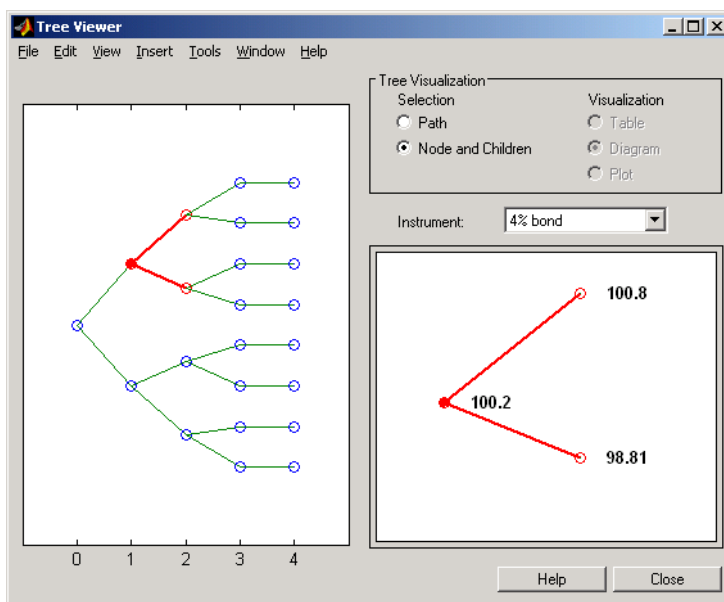 Tree Viewer
File Edit View Insert Tools Window Help
Tree Visualization
Selection
Visualization
Path
Table
Node and Children
Diagram
Plot
Instrument:
4% bond
100.8
100.2
98.81
0 1 2 3 4
Help
Close